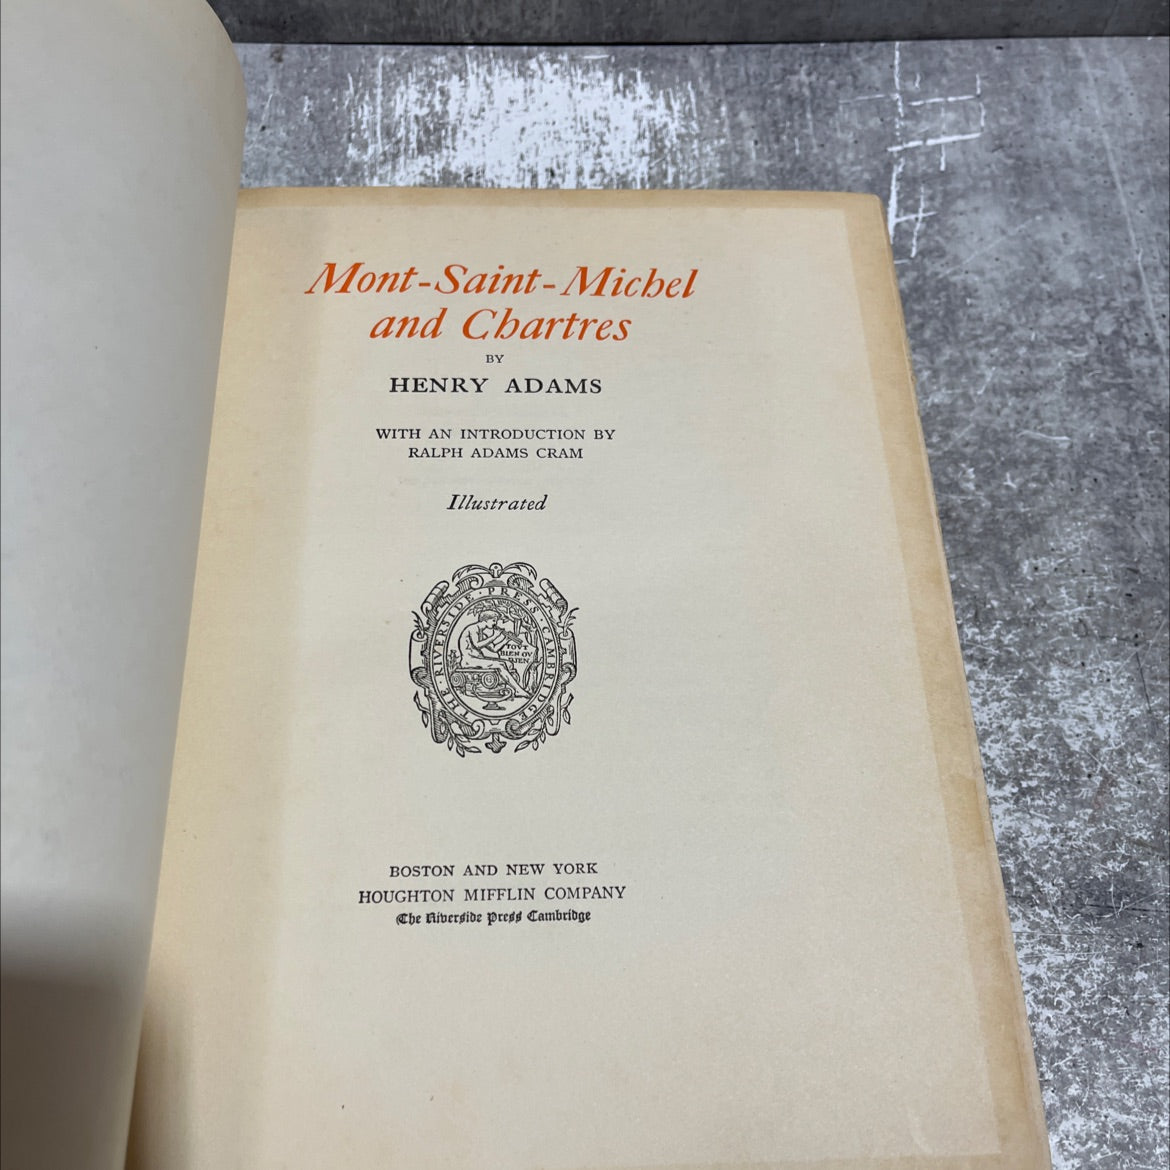 Mont-Saint-Michel
and Chartres
BY
HENRY ADAMS
WITH AN INTRODUCTION BY
RALPH ADAMS CRAM
Illustrated
THE · RIVERSIDE · PRESS · CAMBRIDGE
TOVT
BIEN OV
RIEN
BOSTON AND NEW YORK
HOUGHTON MIFFLIN COMPANY
The Riverside Press Cambridge